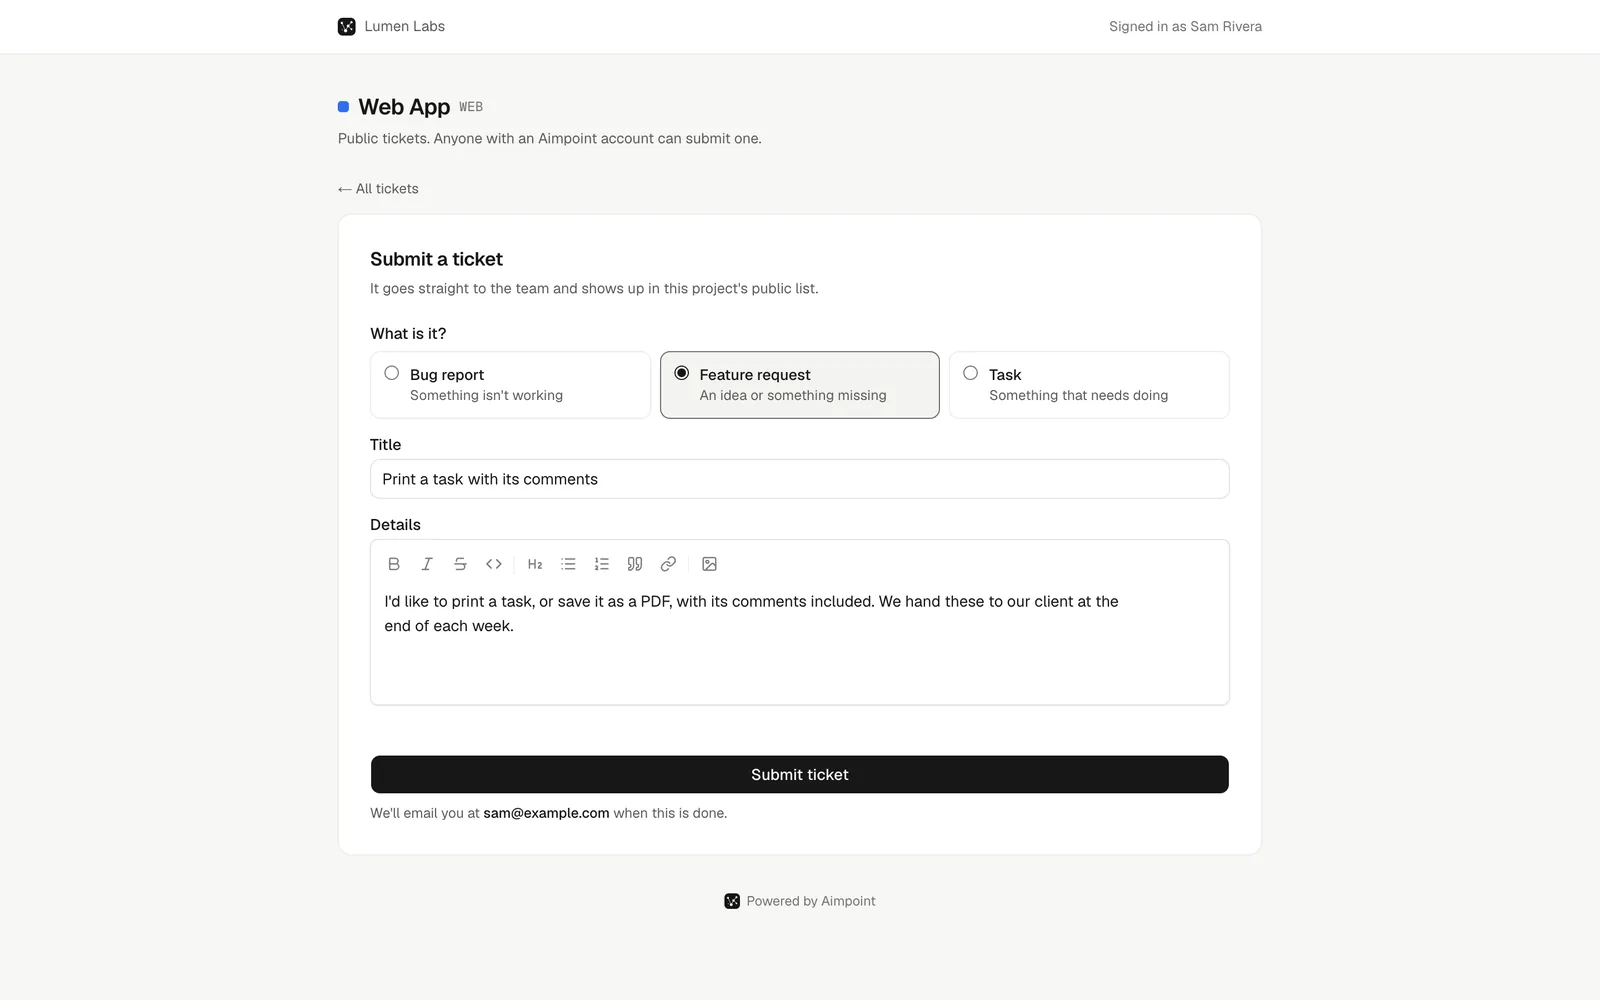 Lumen Labs
Signed in as Sam Rivera
Web App WEB
Public tickets. Anyone with an Aimpoint account can submit one.
← All tickets
Submit a ticket
It goes straight to the team and shows up in this project's public list.
What is it?
Bug report
Something isn't working
Feature request
An idea or something missing
Task
Something that needs doing
Title
Print a task with its comments
Details
H2
I'd like to print a task, or save it as a PDF, with its comments included. We hand these to our client at the
end of each week.
Submit ticket
We'll email you at sam@example.com when this is done.
Powered by Aimpoint